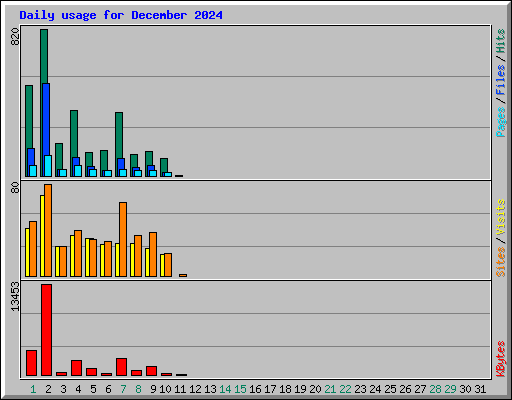 Daily usage for December 2024
820
Pages / Files / Hits
80
Sites / Visits
13453
KBytes
1 2 3 4 5 6 7 8 9 10 11 12 13 14 15 16 17 18 19 20 21 22 23 24 25 26 27 28 29 30 31